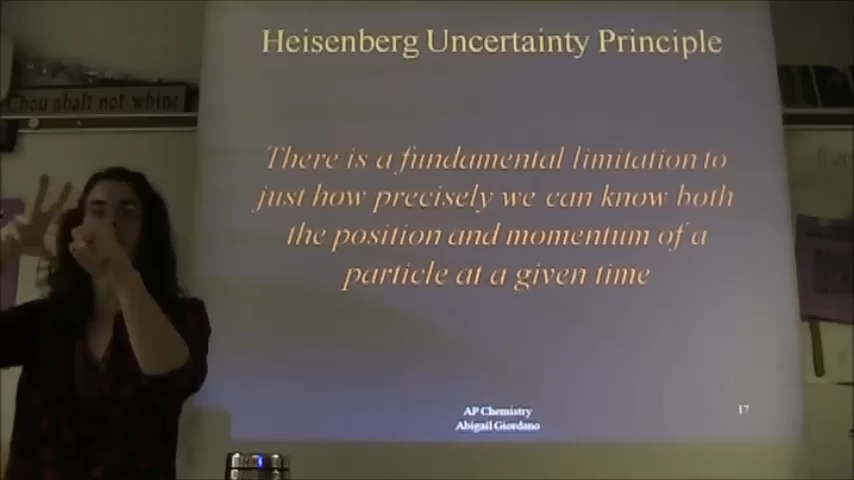 Heisenberg Uncertainty Principle
Thou shalt not whine
There is a fundamental limitation to
just how precisely we can know both
the position and momentum of a
particle at a given time
AP Chemistry
Abigail Giordano
17